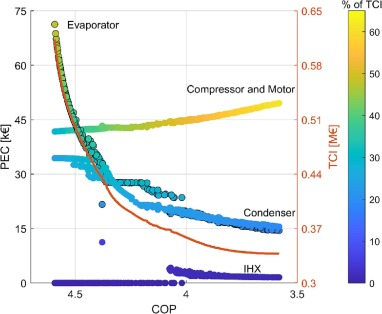 % of TCI
75
60
45
30
15
0
PEC [k€]
4.5
4
3.5
COP
0.65
0.58
0.51
0.44
0.37
0.3
TCI [M€]
60
50
40
30
20
10
0
Evaporator
Compressor and Motor
Condenser
IHX